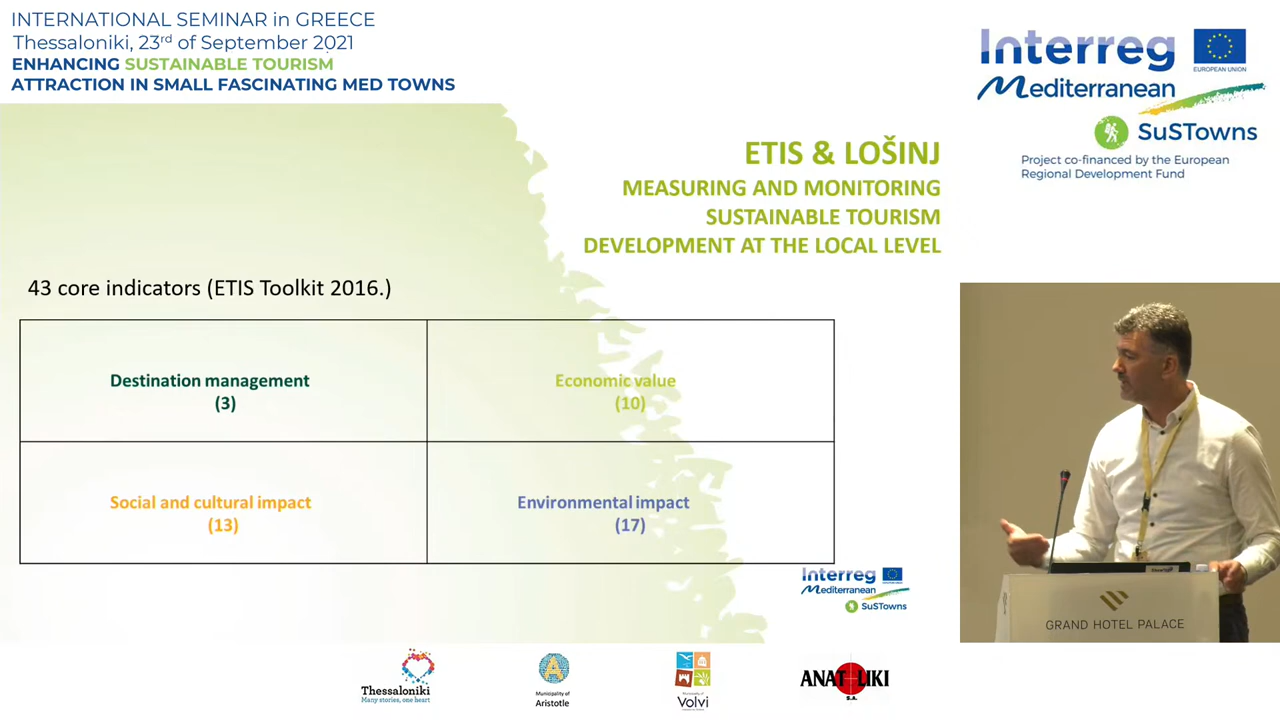 INTERNATIONAL SEMINAR in GREECE
Thessaloniki, 23rd of September 2021
ENHANCING SUSTAINABLE TOURISM
ATTRACTION IN SMALL FASCINATING MED TOWNS
Interreg
EUROPEAN UNION
Mediterranean
SuSTowns
Project co-financed by the European
Regional Development Fund
ETIS & LOŠINJ
MEASURING AND MONITORING
SUSTAINABLE TOURISM
DEVELOPMENT AT THE LOCAL LEVEL
43 core indicators (ETIS Toolkit 2016.)
Destination management
(3)
Economic value
(10)
Social and cultural impact
(13)
Environmental impact
(17)
Interreg
Mediterranean
SuSTowns
GRAND HOTEL PALACE
Thessaloniki
Many stories, one heart
Municipality of
Aristotle
Volvi
ANATOLIKI
S.A.